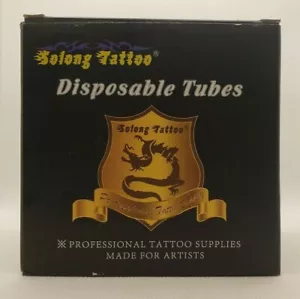 Solong Tattoo®
Disposable Tubes
Solong Tattoo®
※ PROFESSIONAL TATTOO SUPPLIES
MADE FOR ARTISTS